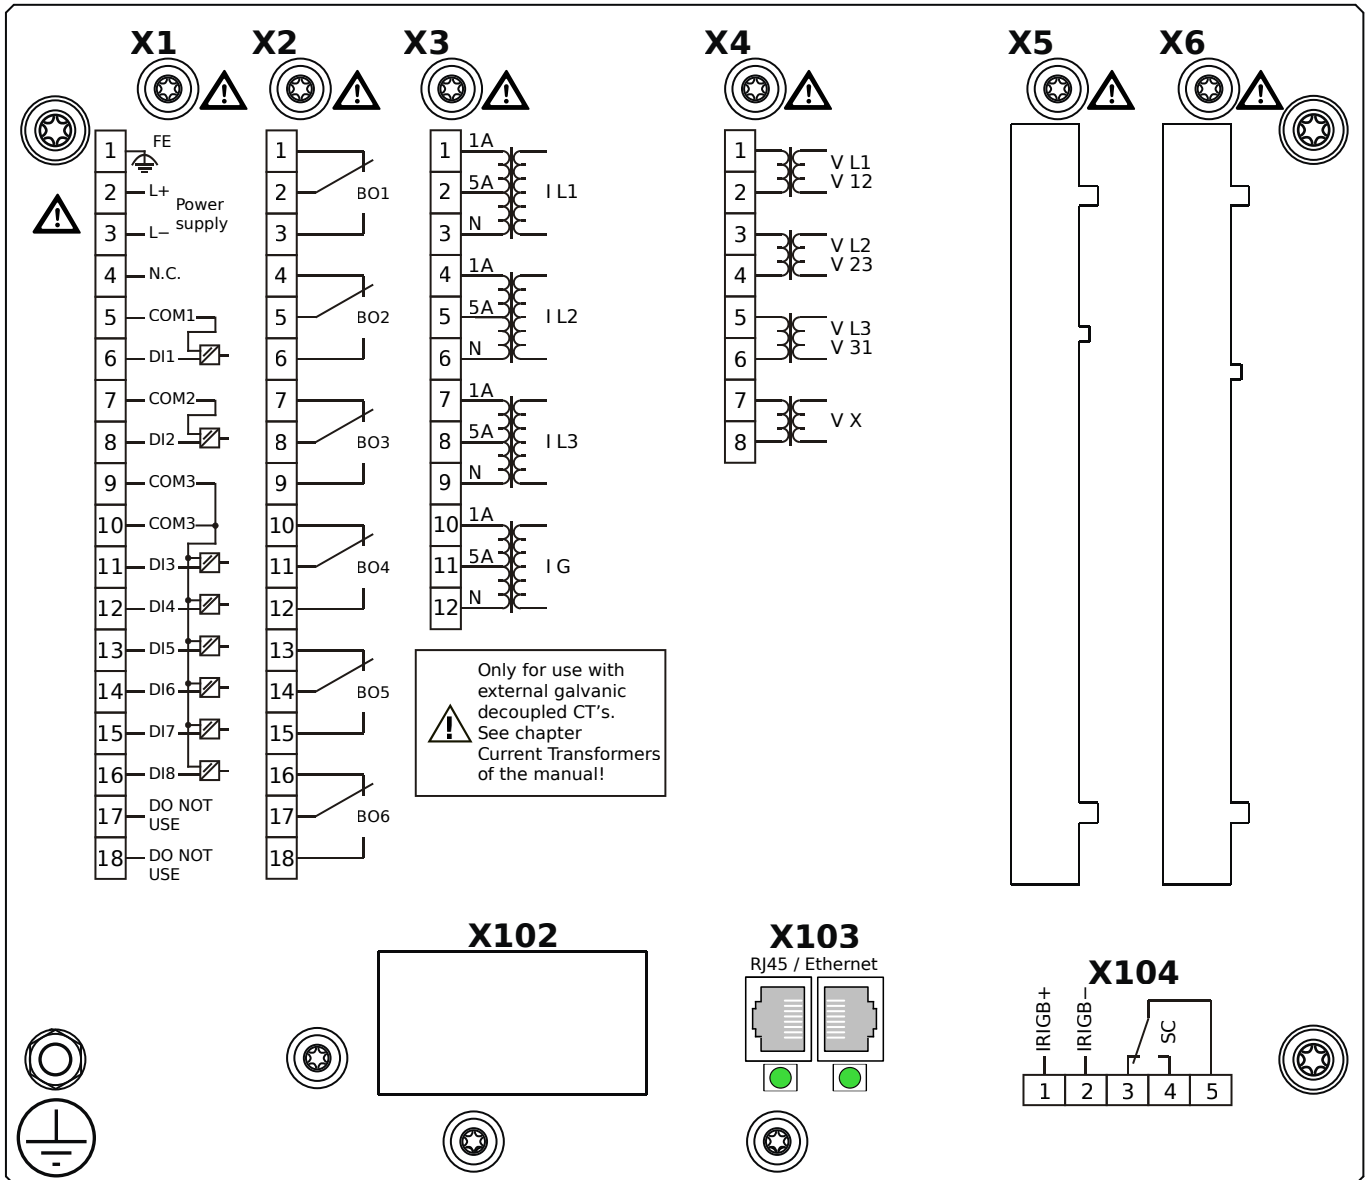 X1
X2
X3
X4
X5
X6
1 FE
2 L+
Power
supply
3 L−
4 N.C.
5 COM1
6 DI1
7 COM2
8 DI2
9 COM3
10 COM3
11 DI3
12 DI4
13 DI5
14 DI6
15 DI7
16 DI8
17 DO NOT
USE
18 DO NOT
USE
1
2 BO1
3
4
5 BO2
6
7
8 BO3
9
10
11 BO4
12
13
14 BO5
15
16
17 BO6
18
1 1A
2 5A I L1
3 N
4 1A
5 5A I L2
6 N
7 1A
8 5A I L3
9 N
10 1A
11 5A I G
12 N
Only for use with
external galvanic
decoupled CT's.
See chapter
Current Transformers
of the manual!
1 V L1
2 V 12
3 V L2
4 V 23
5 V L3
6 V 31
7 V X
8
X102
X103
RJ45 / Ethernet
X104
IRIGB+
IRIGB−
SC
1 2 3 4 5